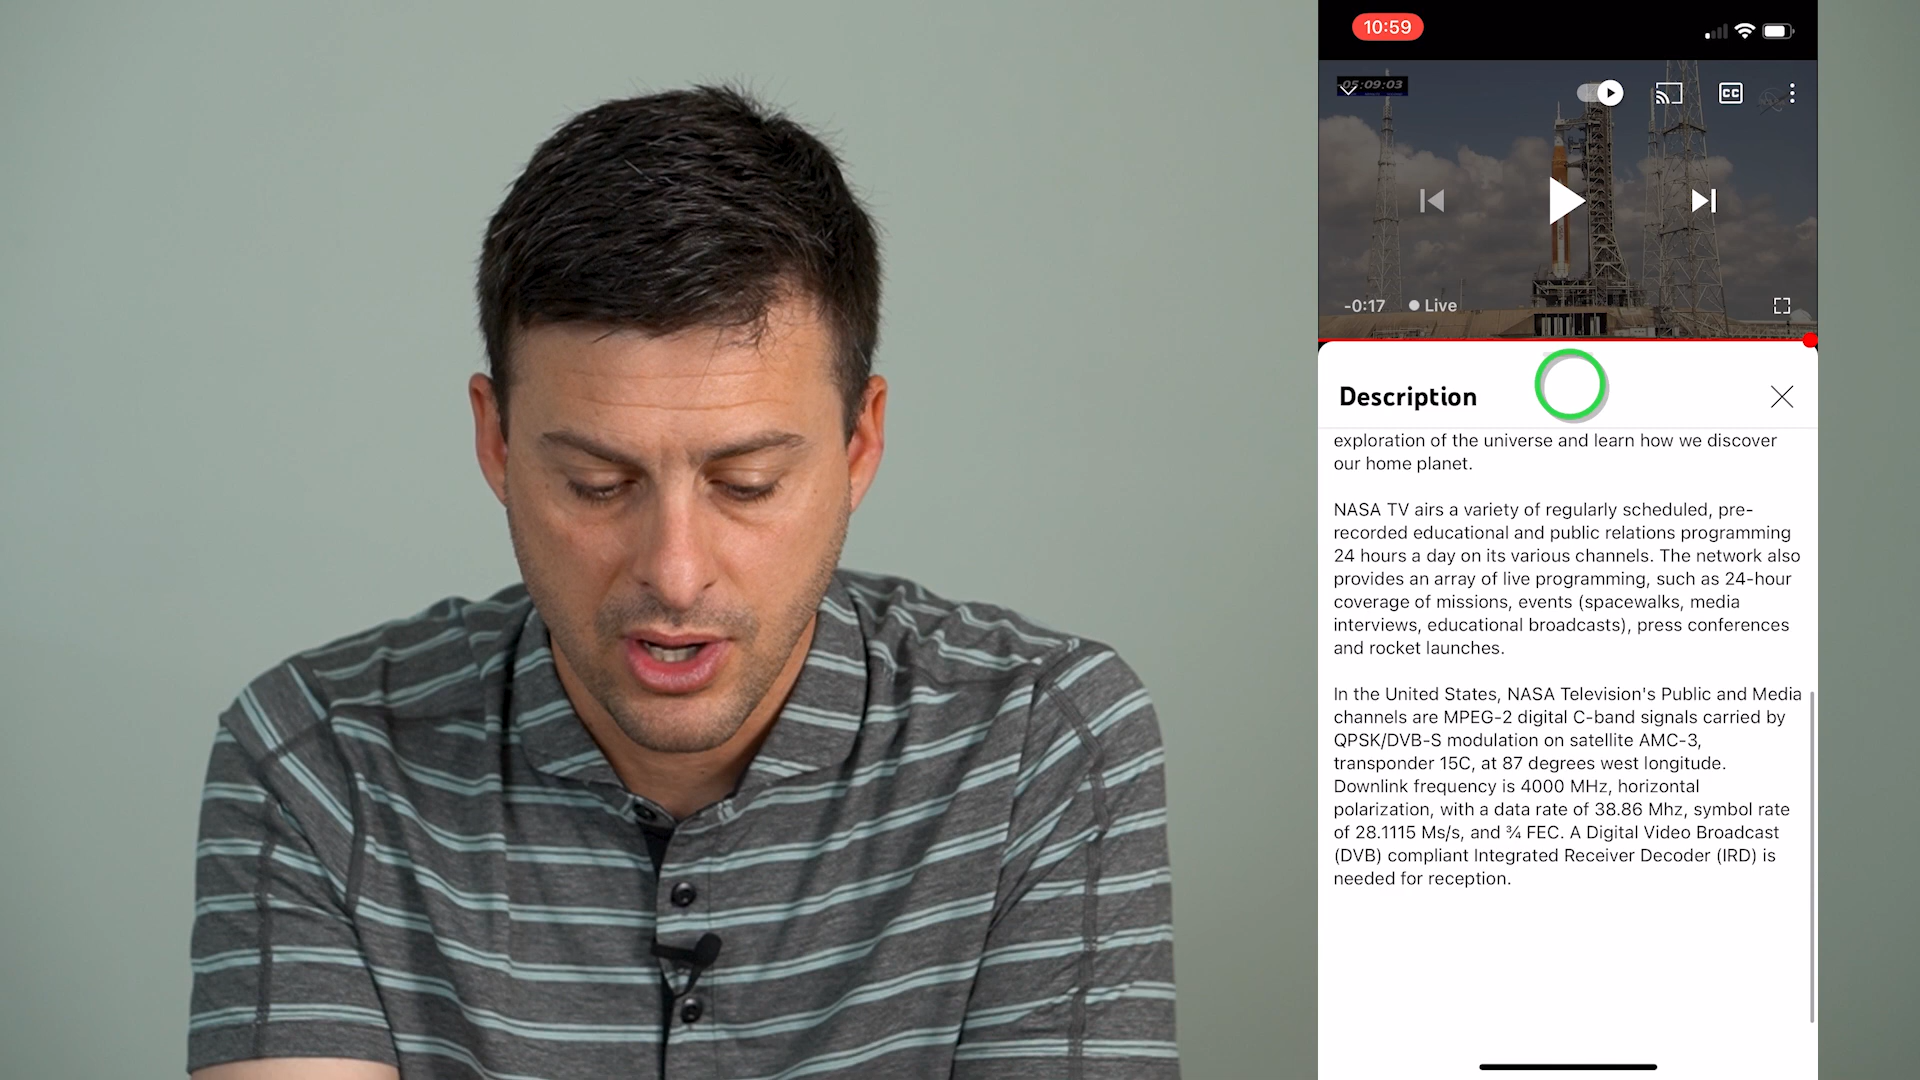 10:59
-05:09:03
CC
-0:17 Live
Description
exploration of the universe and learn how we discover
our home planet.
NASA TV airs a variety of regularly scheduled, pre-
recorded educational and public relations programming
24 hours a day on its various channels. The network also
provides an array of live programming, such as 24-hour
coverage of missions, events (spacewalks, media
interviews, educational broadcasts), press conferences
and rocket launches.
In the United States, NASA Television's Public and Media
channels are MPEG-2 digital C-band signals carried by
QPSK/DVB-S modulation on satellite AMC-3,
transponder 15C, at 87 degrees west longitude.
Downlink frequency is 4000 MHz, horizontal
polarization, with a data rate of 38.86 Mhz, symbol rate
of 28.1115 Ms/s, and ¾ FEC. A Digital Video Broadcast
(DVB) compliant Integrated Receiver Decoder (IRD) is
needed for reception.